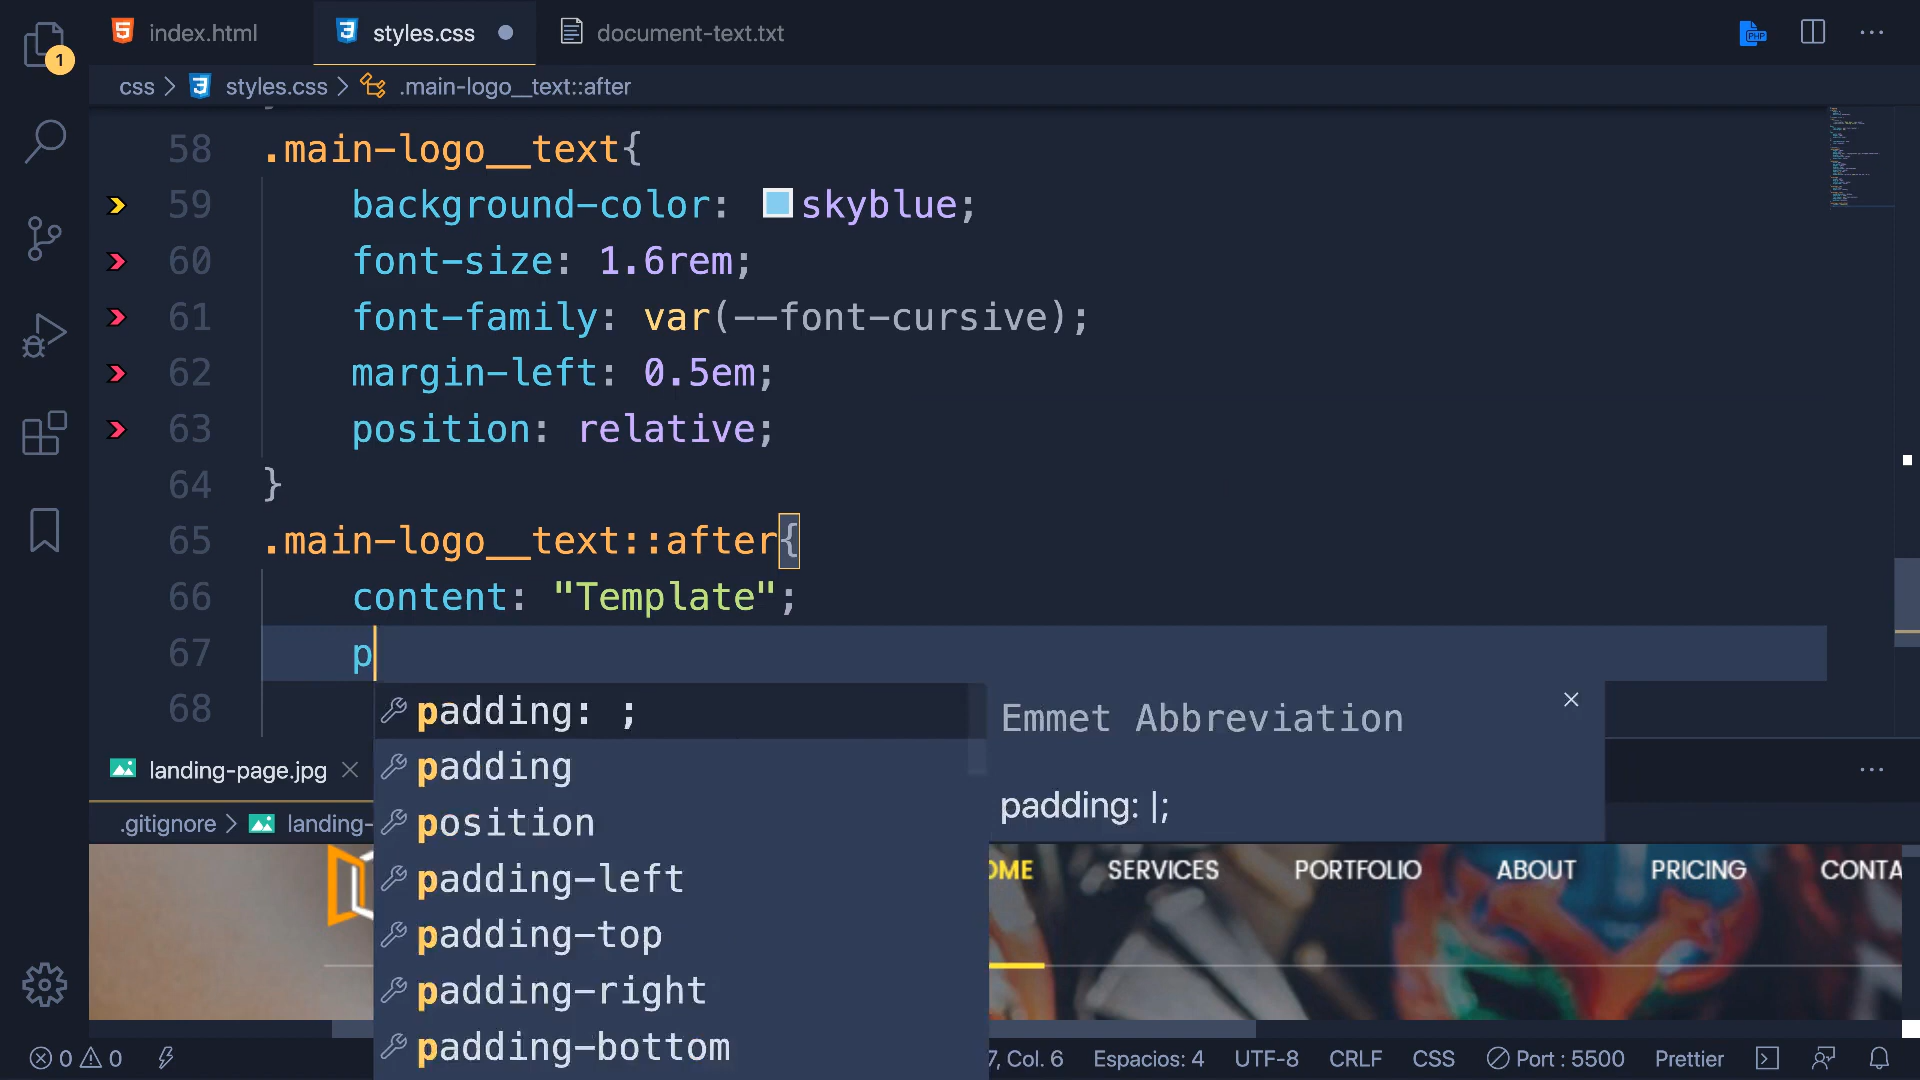 index.html
styles.css
document-text.txt
PHP
1
css > styles.css > .main-logo__text::after
58 .main-logo__text{
59 background-color: skyblue;
60 font-size: 1.6rem;
61 font-family: var(--font-cursive);
62 margin-left: 0.5em;
63 position: relative;
64 }
65 .main-logo__text::after{
66 content: "Template";
67 p
68
padding: ;
padding
position
padding-left
padding-top
padding-right
padding-bottom
Emmet Abbreviation
padding: |;
landing-page.jpg
.gitignore > landing-
OME SERVICES PORTFOLIO ABOUT PRICING CONTA
0 0 7, Col. 6 Espacios: 4 UTF-8 CRLF CSS Port : 5500 Prettier